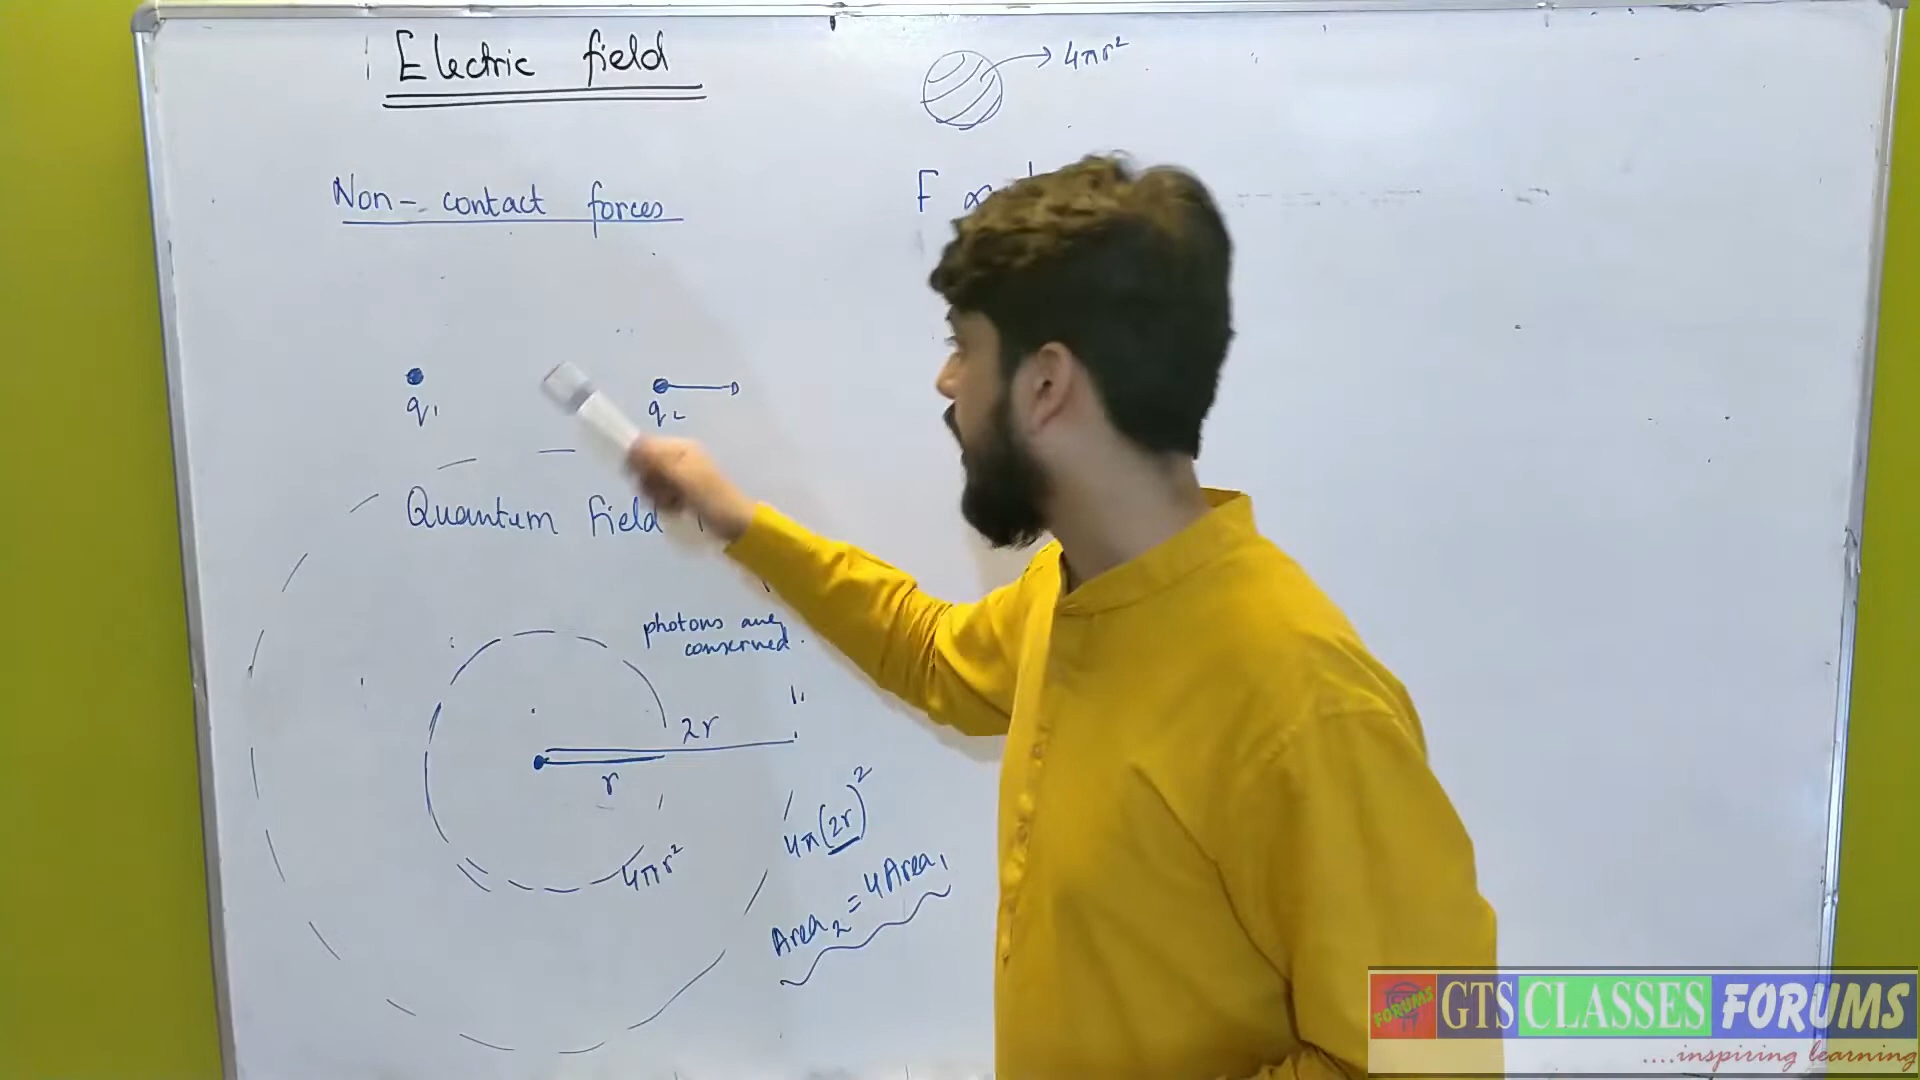 Electric field
4πr²
Non-contact forces
F ∝
q₁
q₂
Quantum Field
photons are
conserved.
2r
r
4πr²
4π(2r)²
Area₂ = 4Area₁
FORUMS
GTS CLASSES FORUMS
....inspiring learning